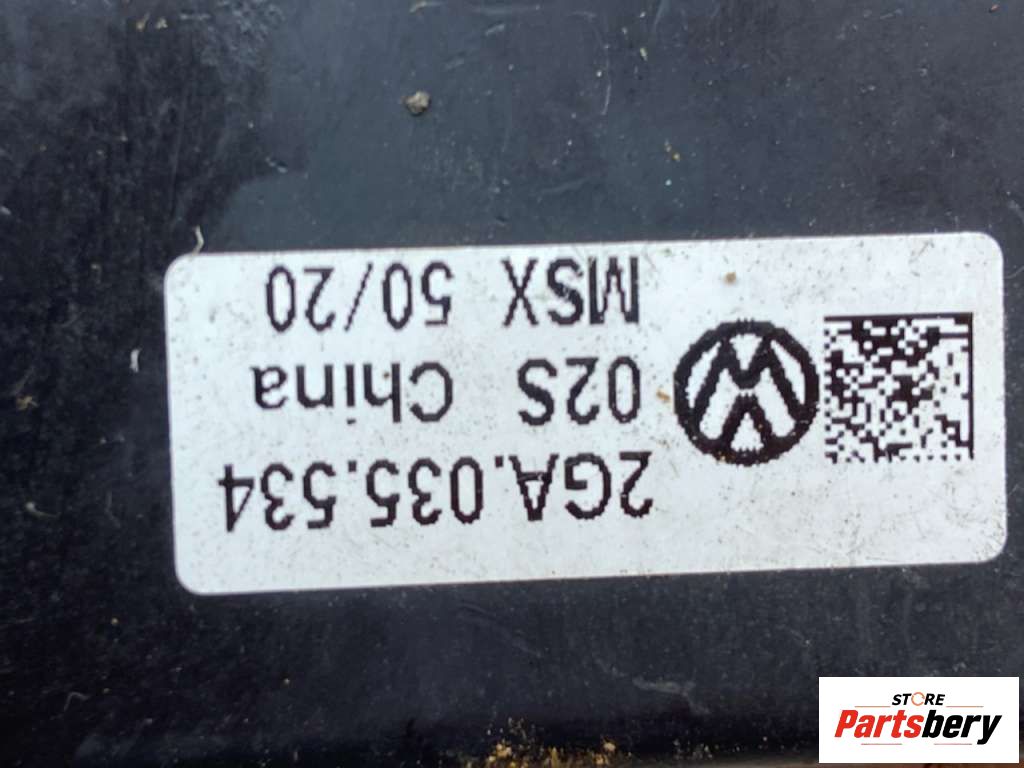 2GA.035.534
02S China
MSX 50/20
STORE
Partsbery